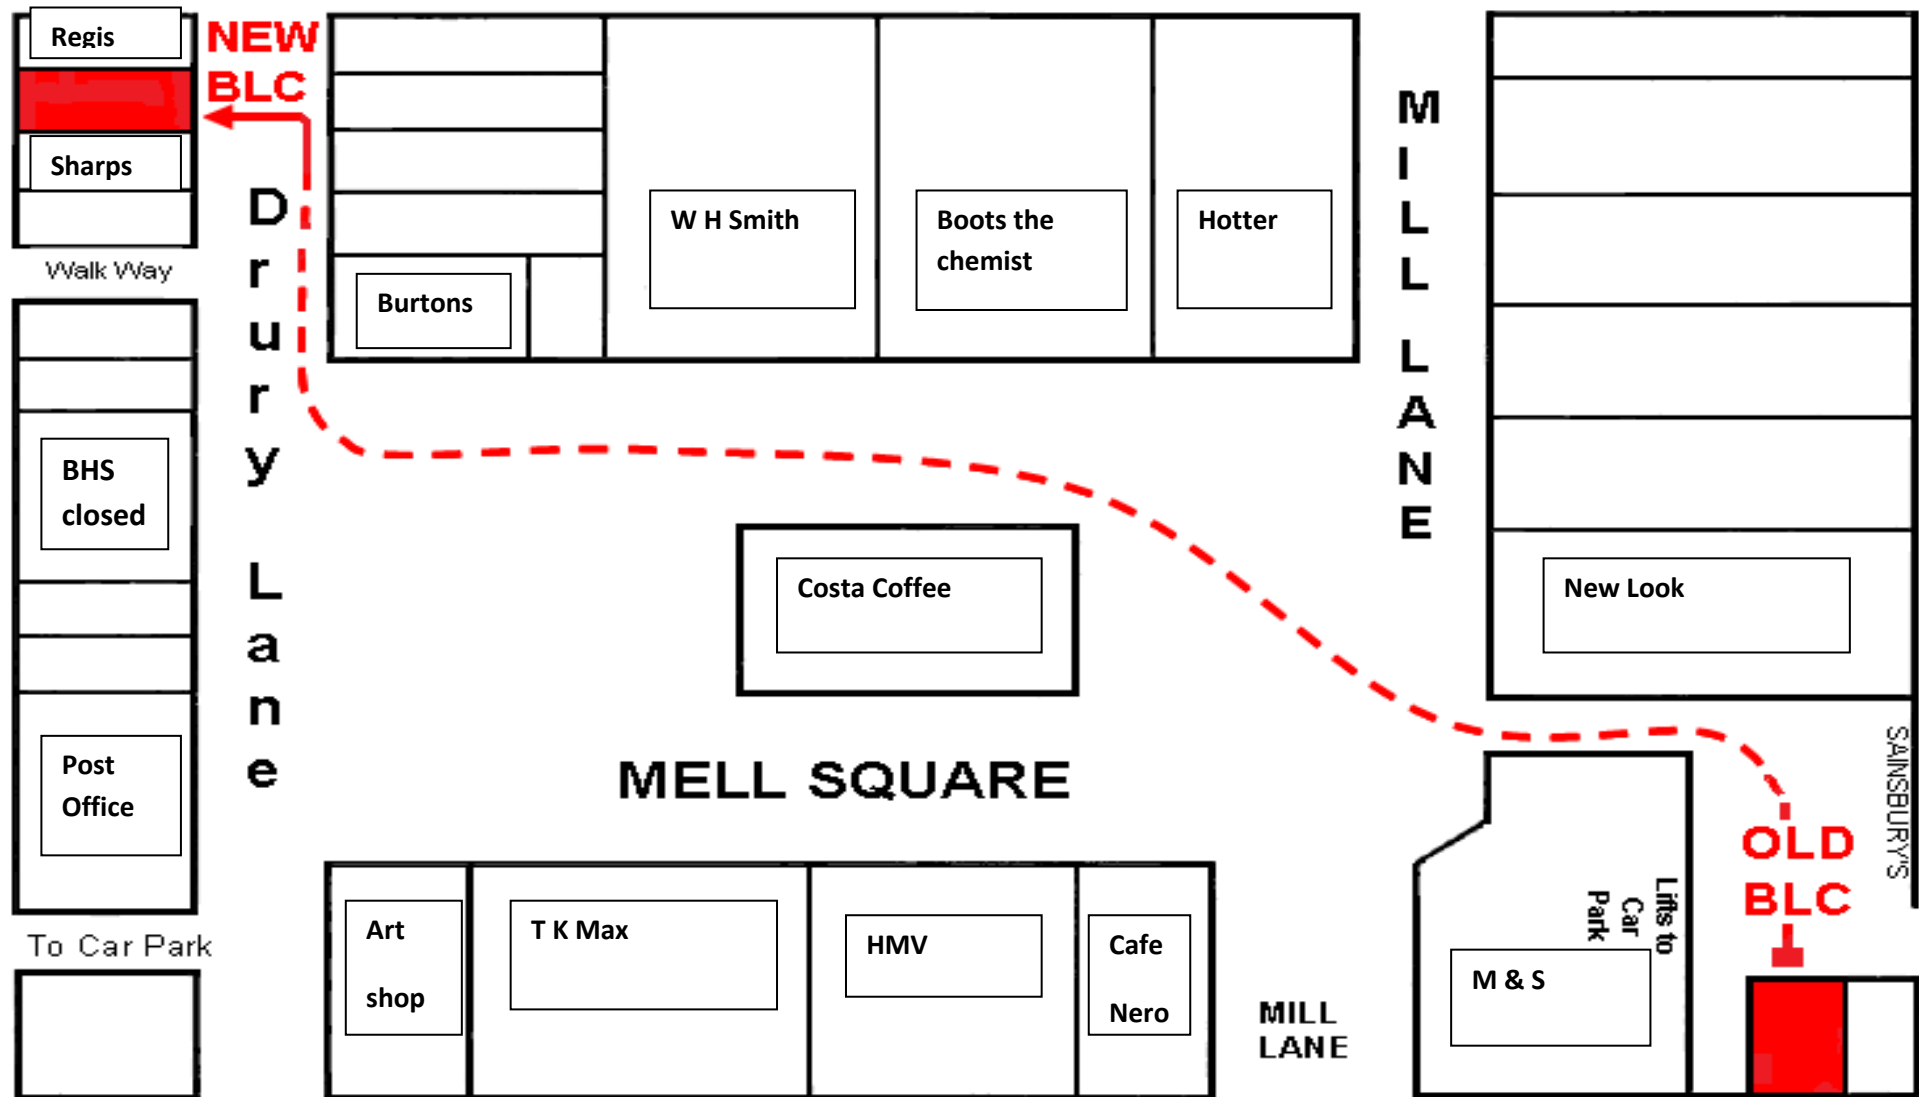 Regis
NEW
BLC
Sharps
Walk Way
Drury Lane
W H Smith
Boots the
chemist
Hotter
MILL LANE
Burtons
BHS
closed
Costa Coffee
New Look
Post
Office
MELL SQUARE
SAINSBURY'S
OLD
BLC
Lifts to
Car
Park
To Car Park
Art
shop
T K Max
HMV
Cafe
Nero
M & S
MILL
LANE